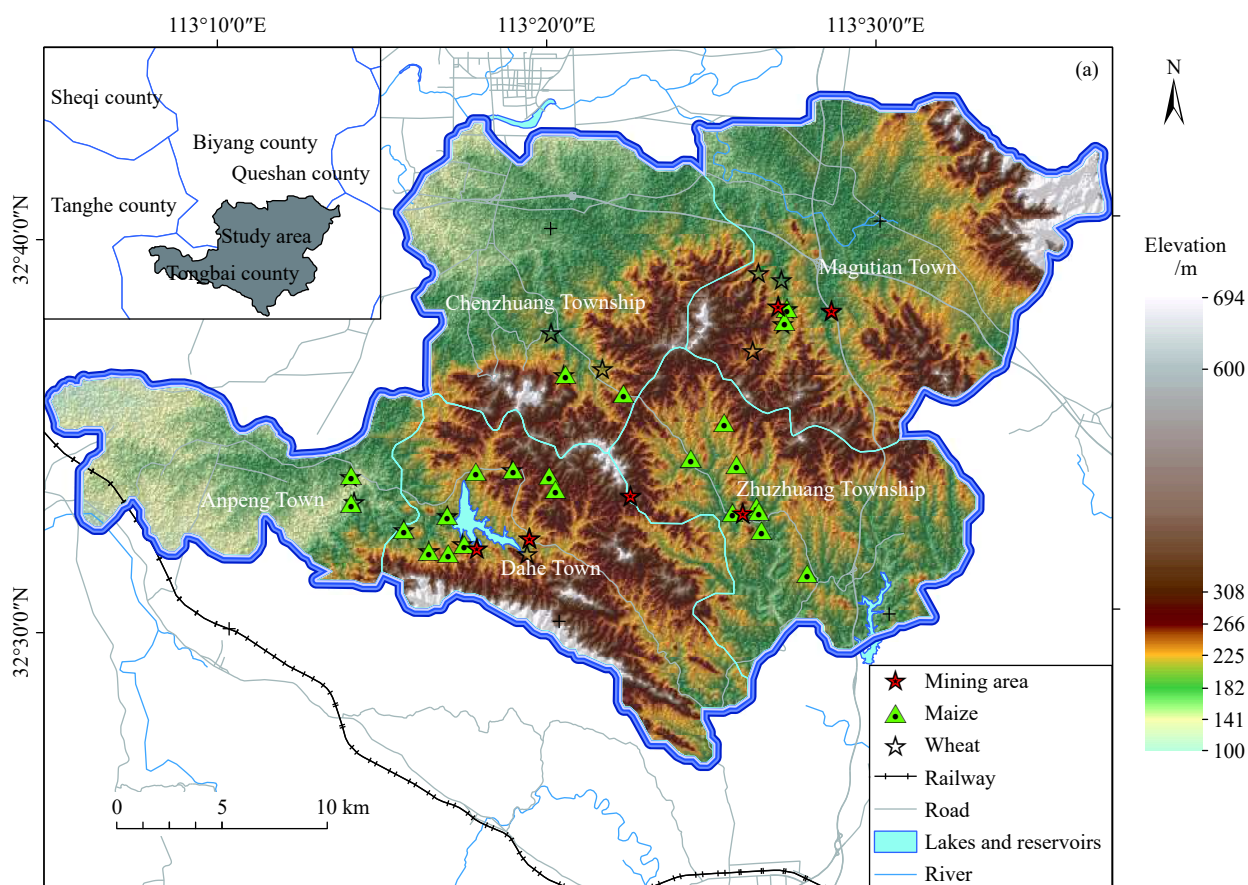 113°10′0″E
113°20′0″E
113°30′0″E
(a)
N
Sheqi county
Biyang county
Queshan county
Tanghe county
Study area
Tongbai county
32°40′0″N
32°30′0″N
Magutian Town
Chenzhuang Township
Anpeng Town
Zhuzhuang Township
Dahe Town
Elevation
/m
694
600
308
266
225
182
141
100
Mining area
Maize
Wheat
Railway
Road
Lakes and reservoirs
River
0 5 10 km